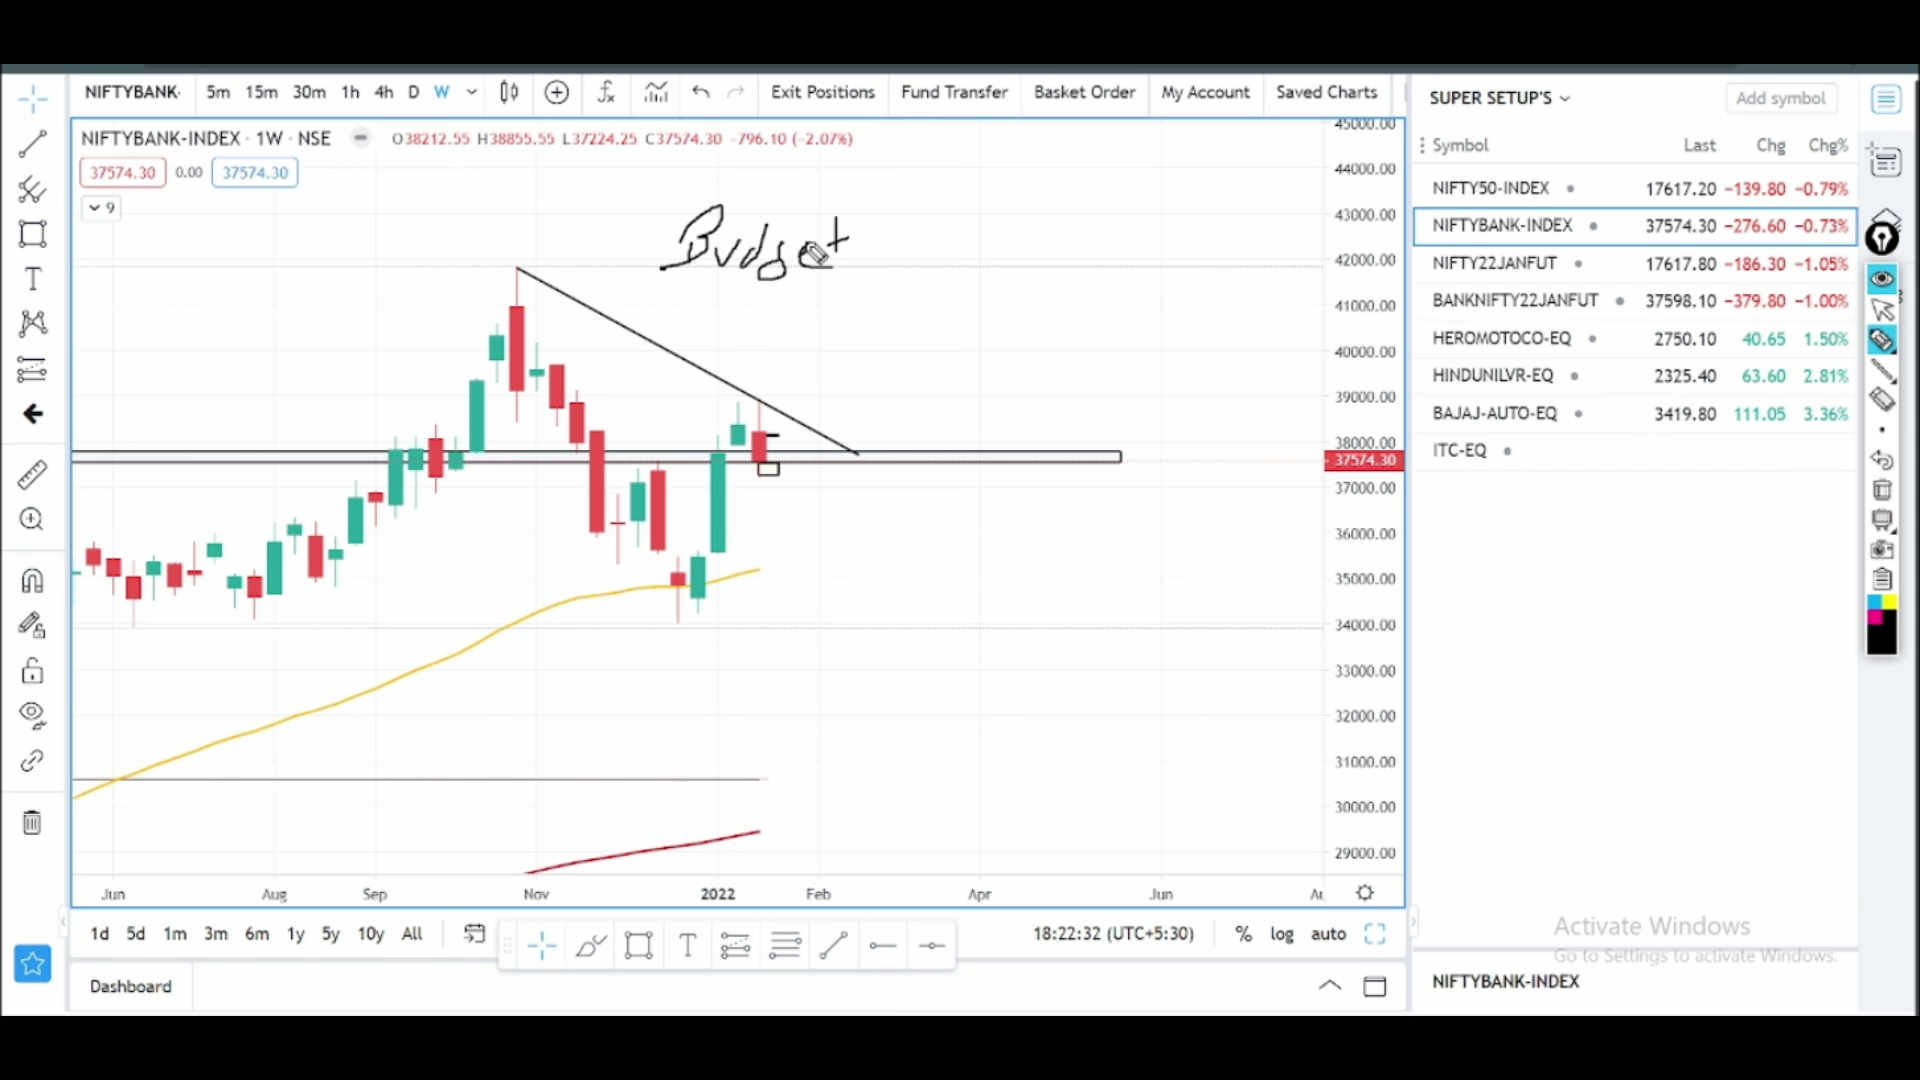 NIFTYBANK· 5m 15m 30m 1h 4h D W Exit Positions Fund Transfer Basket Order My Account Saved Charts
SUPER SETUP'S Add symbol
NIFTYBANK-INDEX · 1W · NSE O38212.55 H38855.55 L37224.25 C37574.30 −796.10 (−2.07%)
37574.30 0.00 37574.30
9
Budget
45000.00
44000.00
43000.00
42000.00
41000.00
40000.00
39000.00
38000.00
37574.30
37000.00
36000.00
35000.00
34000.00
33000.00
32000.00
31000.00
30000.00
29000.00
Jun Aug Sep Nov 2022 Feb Apr Jun
Symbol Last Chg Chg%
NIFTY50-INDEX 17617.20 −139.80 −0.79%
NIFTYBANK-INDEX 37574.30 −276.60 −0.73%
NIFTY22JANFUT 17617.80 −186.30 −1.05%
BANKNIFTY22JANFUT 37598.10 −379.80 −1.00%
HEROMOTOCO-EQ 2750.10 40.65 1.50%
HINDUNILVR-EQ 2325.40 63.60 2.81%
BAJAJ-AUTO-EQ 3419.80 111.05 3.36%
ITC-EQ
1d 5d 1m 3m 6m 1y 5y 10y All 18:22:32 (UTC+5:30) % log auto
Activate Windows
Go to Settings to activate Windows.
Dashboard
NIFTYBANK-INDEX